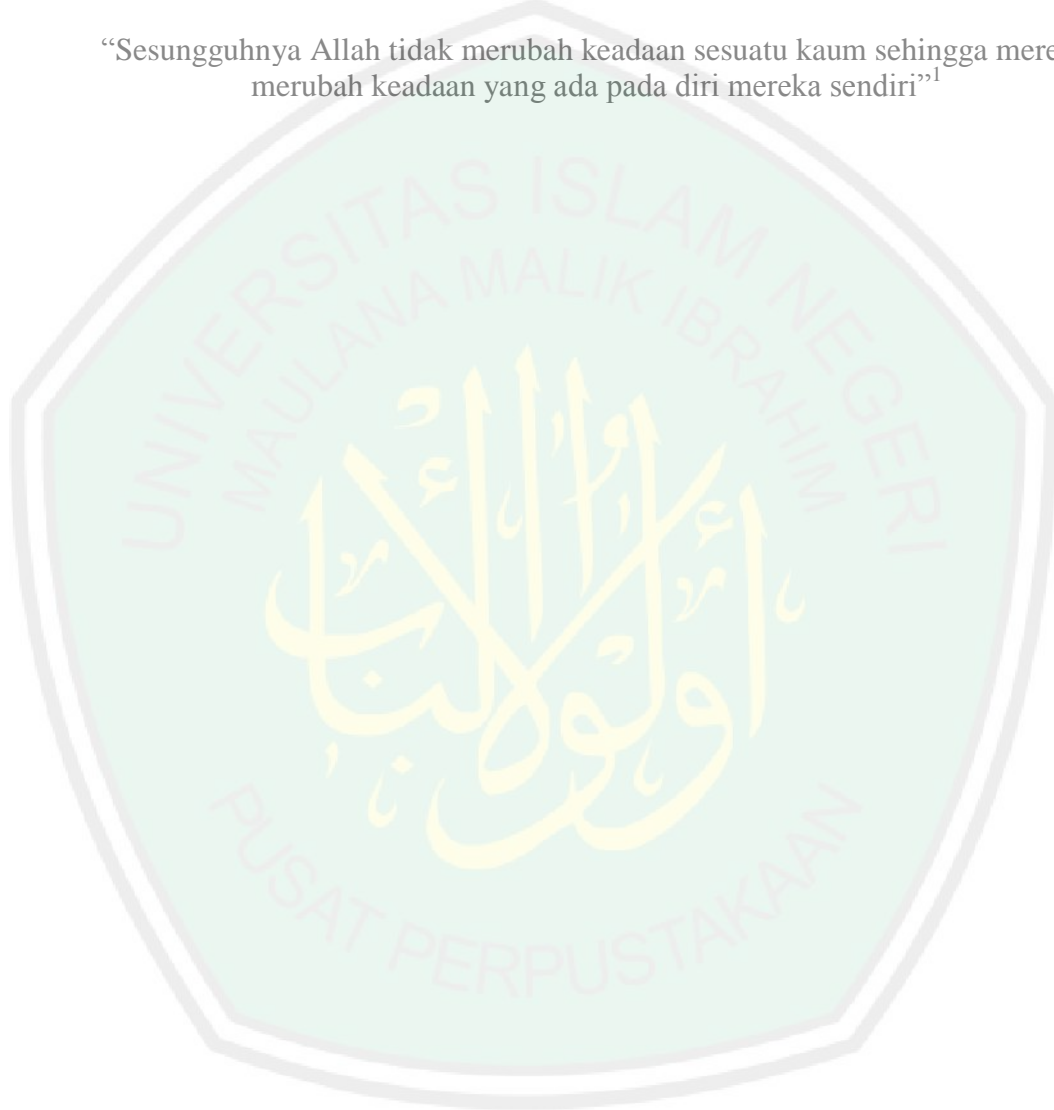 “Sesungguhnya Allah tidak merubah keadaan sesuatu kaum sehingga mere
merubah keadaan yang ada pada diri mereka sendiri”1
UNIVERSITAS ISLAM NEGERI
MAULANA MALIK IBRAHIM
أولوا الألباب
PUSAT PERPUSTAKAAN